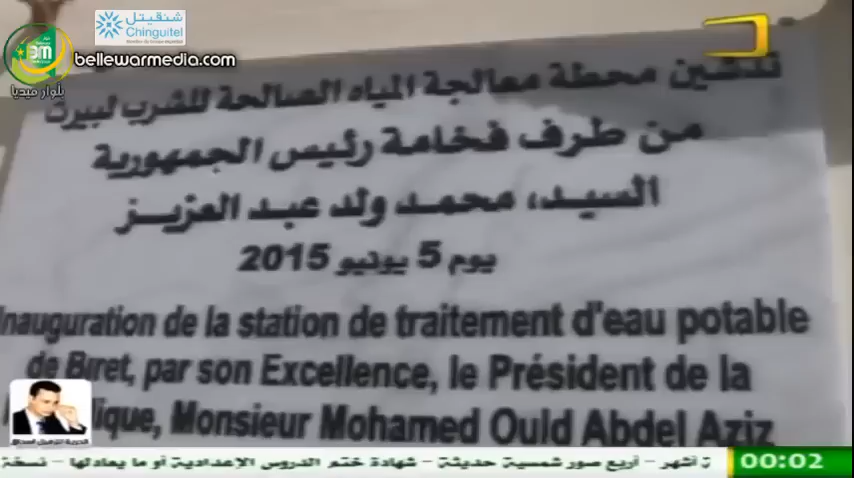 شنقيتل
Chinguitel
bellewarmedia.com
بلوار ميديا
تدشين محطة معالجة المياه الصالحة للشرب لبيرت
من طرف فخامة رئيس الجمهورية
السيد، محمد ولد عبد العزيز
يوم 5 يونيو 2015
Inauguration de la station de traitement d'eau potable
de Biret, par son Excellence, le Président de la
lique, Monsieur Mohamed Ould Abdel Aziz
ة أشهر - أربع صور شمسية حديثة - شهادة ختم الدروس الإعدادية أو ما يعادلها - نسخة
00:02